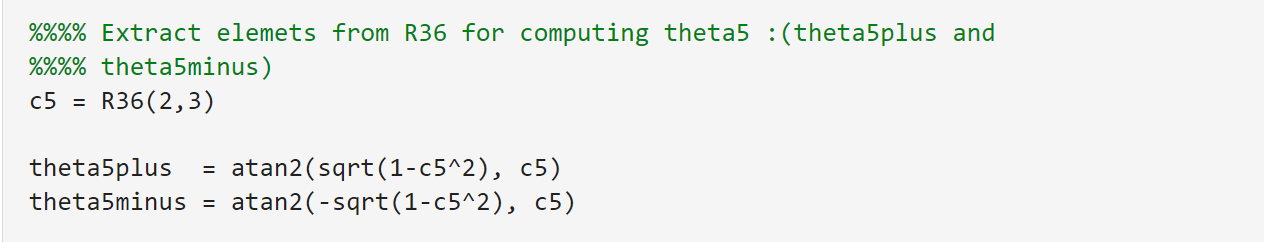 %%%% Extract elemets from R36 for computing theta5 :(theta5plus and
%%%% theta5minus)
c5 = R36(2,3)
theta5plus  = atan2(sqrt(1-c5^2), c5)
theta5minus = atan2(-sqrt(1-c5^2), c5)